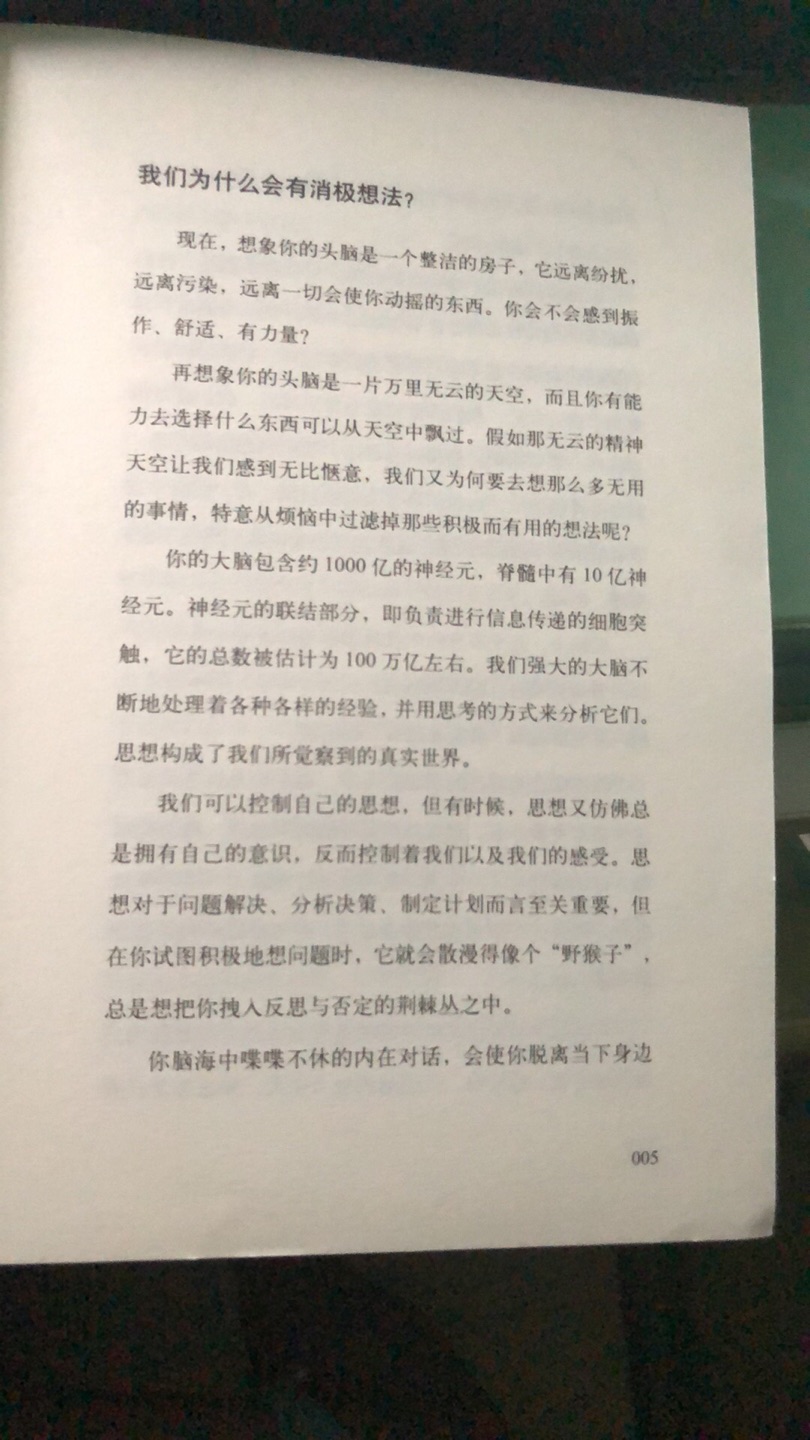 我们为什么会有消极想法？
现在，想象你的头脑是一个整洁的房子，它远离纷扰，
远离污染，远离一切会使你动摇的东西。你会不会感到振
作、舒适、有力量？
再想象你的头脑是一片万里无云的天空，而且你有能
力去选择什么东西可以从天空中飘过。假如那无云的精神
天空让我们感到无比惬意，我们又为何要去想那么多无用
的事情，特意从烦恼中过滤掉那些积极而有用的想法呢？
你的大脑包含约 1000 亿的神经元，脊髓中有 10 亿神
经元。神经元的联结部分，即负责进行信息传递的细胞突
触，它的总数被估计为 100 万亿左右。我们强大的大脑不
断地处理着各种各样的经验，并用思考的方式来分析它们。
思想构成了我们所觉察到的真实世界。
我们可以控制自己的思想，但有时候，思想又仿佛总
是拥有自己的意识，反而控制着我们以及我们的感受。思
想对于问题解决、分析决策、制定计划而言至关重要，但
在你试图积极地想问题时，它就会散漫得像个“野猴子”，
总是想把你拽入反思与否定的荆棘丛之中。
你脑海中喋喋不休的内在对话，会使你脱离当下身边
005